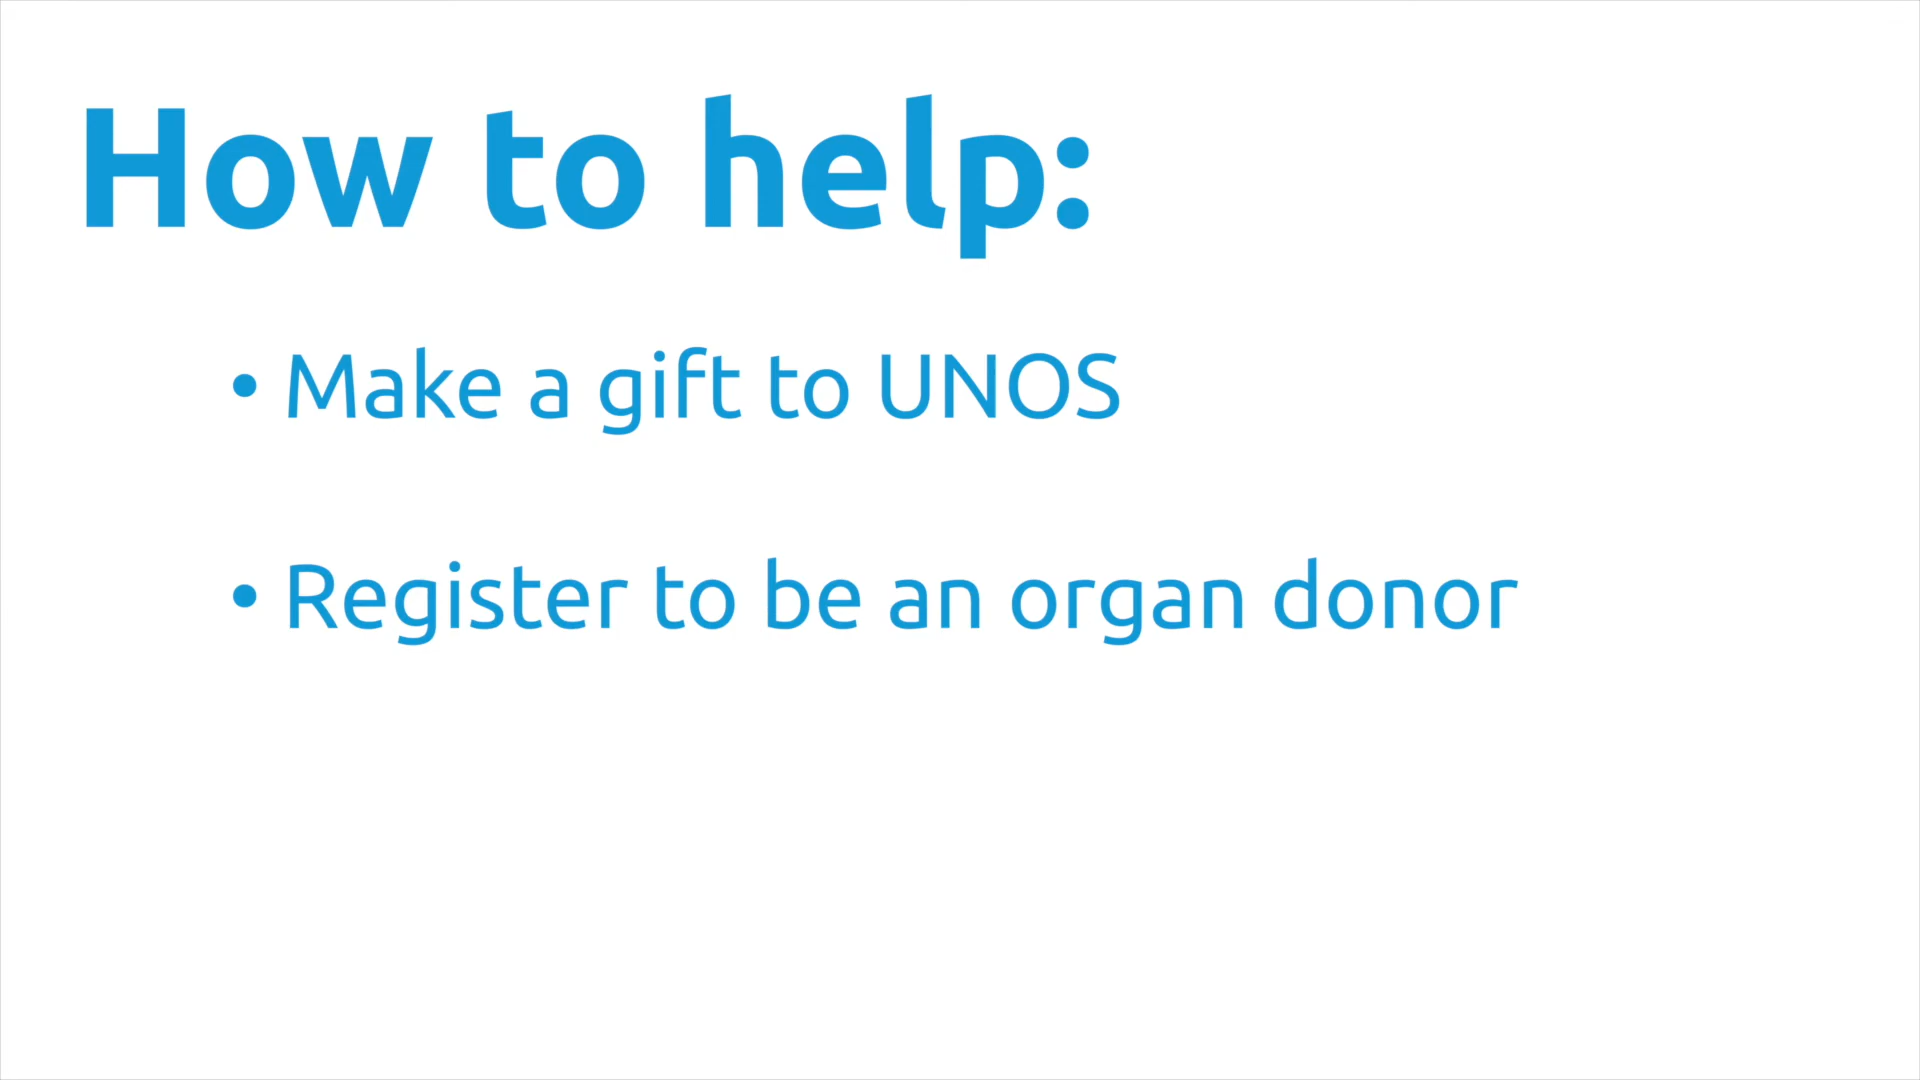 How to help:
• Make a gift to UNOS
• Register to be an organ donor